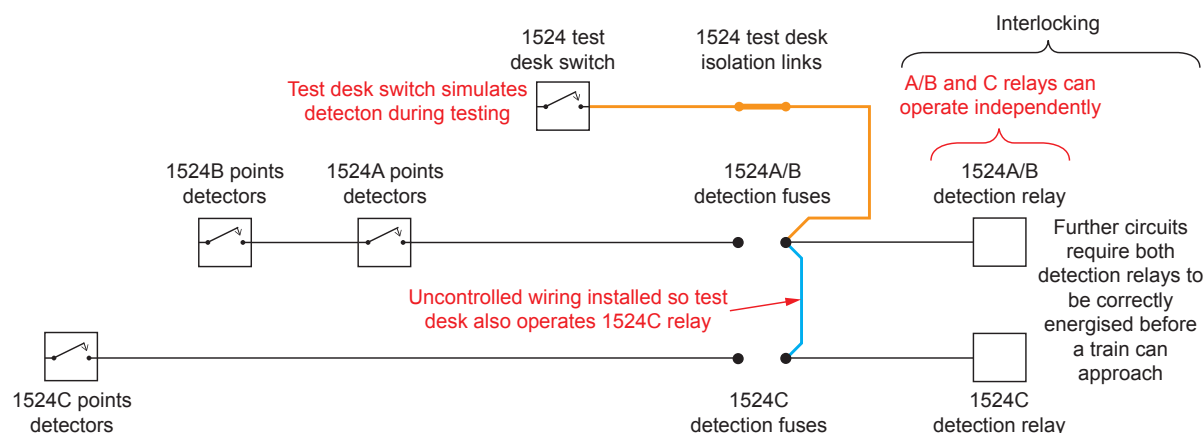 Interlocking
1524 test
desk switch
1524 test desk
isolation links
Test desk switch simulates
detecton during testing
A/B and C relays can
operate independently
1524B points
detectors
1524A points
detectors
1524A/B
detection fuses
1524A/B
detection relay
Further circuits
require both
detection relays to
be correctly
energised before
a train can
approach
Uncontrolled wiring installed so test
desk also operates 1524C relay
1524C points
detectors
1524C
detection fuses
1524C
detection relay